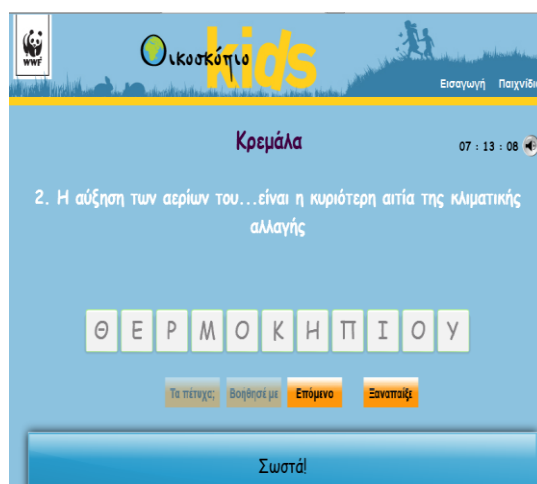 WWF
Οικοσκόπιο
kids
Εισαγωγή Παιχνίδι
Κρεμάλα
07 : 13 : 08
2. Η αύξηση των αερίων του...είναι η κυριότερη αιτία της κλιματικής
αλλαγής
Θ Ε Ρ Μ Ο Κ Η Π Ι Ο Υ
Τα πέτυχα; Βοήθησέ με Επόμενο Ξαναπαίξε
Σωστά!